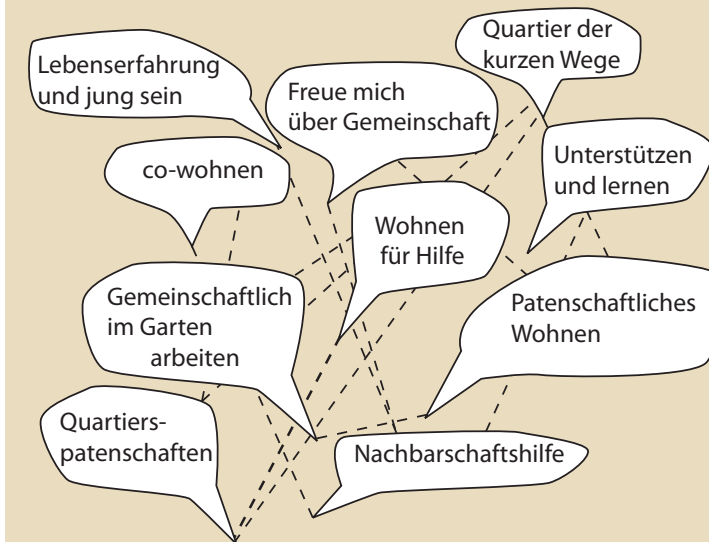 Lebenserfahrung
und jung sein
Freue mich
über Gemeinschaft
Quartier der
kurzen Wege
co-wohnen
Wohnen
für Hilfe
Unterstützen
und lernen
Gemeinschaftlich
im Garten
arbeiten
Patenschaftliches
Wohnen
Quartiers-
patenschaften
Nachbarschaftshilfe